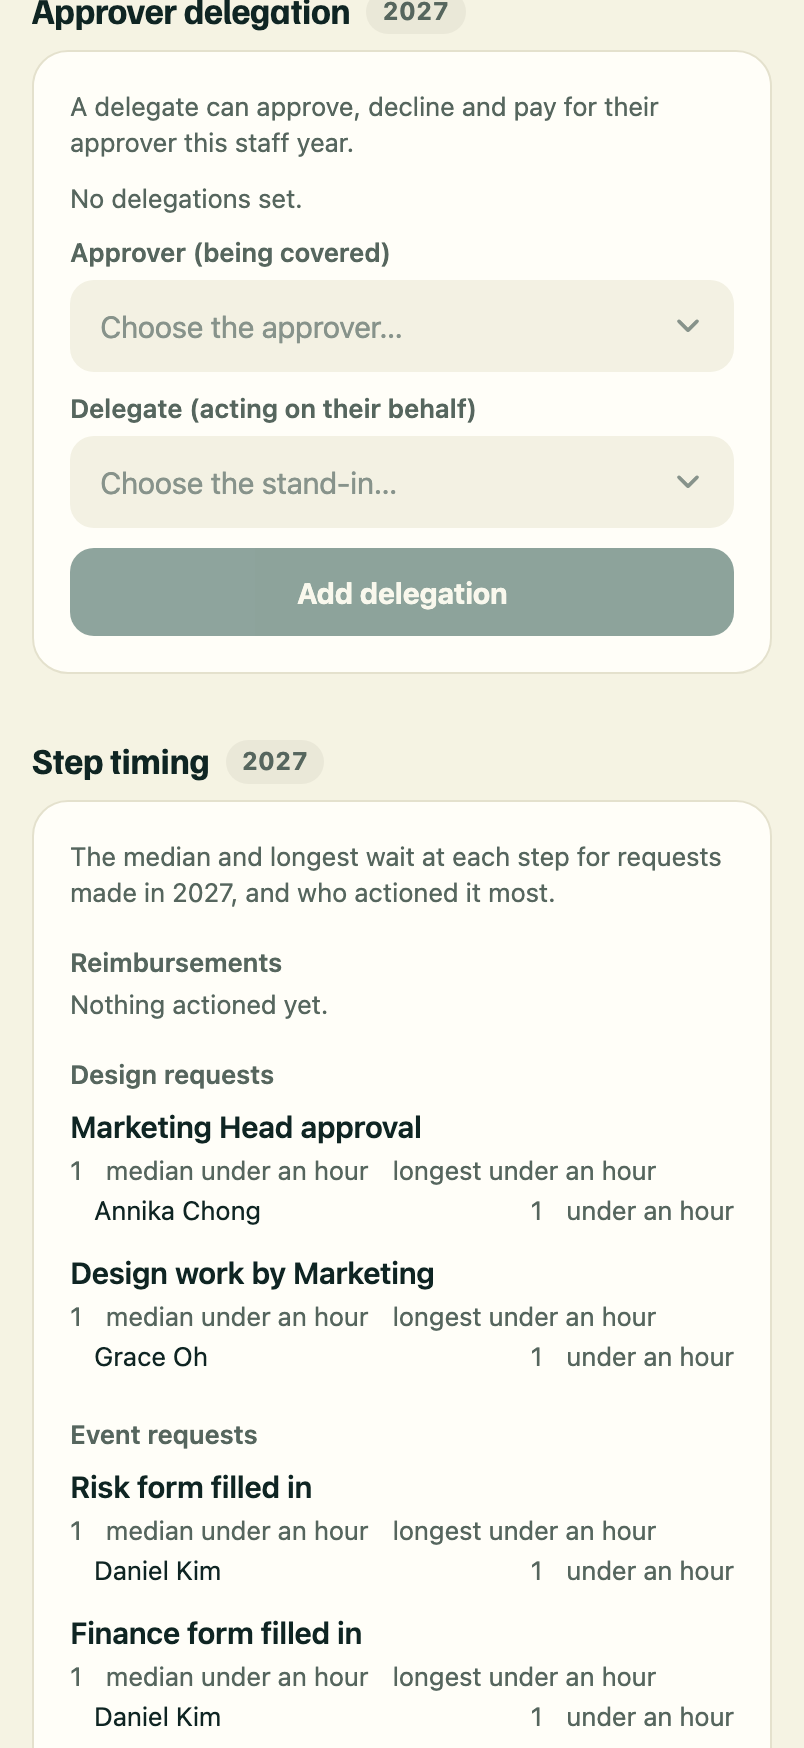 Approver delegation 2027
A delegate can approve, decline and pay for their
approver this staff year.
No delegations set.
Approver (being covered)
Choose the approver...
Delegate (acting on their behalf)
Choose the stand-in...
Add delegation
Step timing 2027
The median and longest wait at each step for requests
made in 2027, and who actioned it most.
Reimbursements
Nothing actioned yet.
Design requests
Marketing Head approval
1 median under an hour longest under an hour
Annika Chong 1 under an hour
Design work by Marketing
1 median under an hour longest under an hour
Grace Oh 1 under an hour
Event requests
Risk form filled in
1 median under an hour longest under an hour
Daniel Kim 1 under an hour
Finance form filled in
1 median under an hour longest under an hour
Daniel Kim 1 under an hour